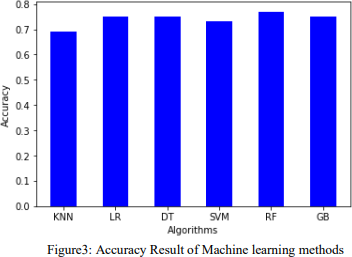 0.8
0.7
0.6
0.5
0.4
0.3
0.2
0.1
0.0
Accuracy
KNN LR DT SVM RF GB
Algorithms
Figure3: Accuracy Result of Machine learning methods